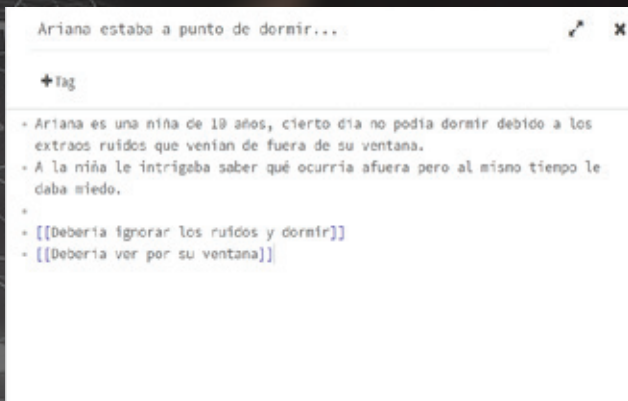 Ariana estaba a punto de dormir...
+Tag
Ariana es una niña de 10 años, cierto dia no podia dormir debido a los
extraos ruidos que venian de fuera de su ventana.
A la niña le intrigaba saber qué ocurria afuera pero al mismo tiempo le
daba miedo.
[[Deberia ignorar los ruidos y dormir]]
[[Deberia ver por su ventana]]